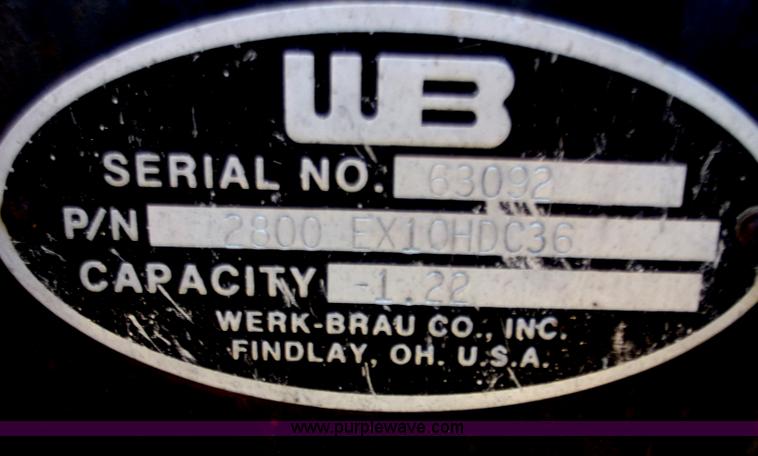 WB
SERIAL NO. 63092
P/N 2800 EX10HDC36
CAPACITY -1.22
WERK-BRAU CO., INC.
FINDLAY, OH. U.S.A.
www.purplewave.com